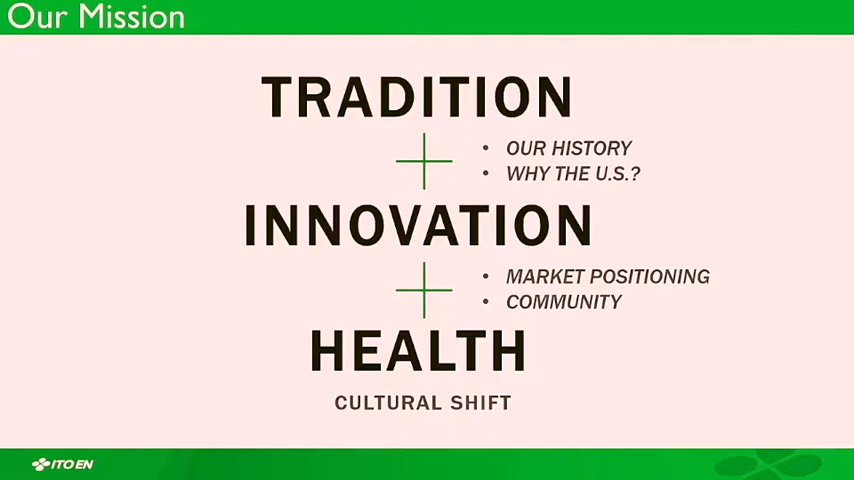 Our Mission
TRADITION
• OUR HISTORY
• WHY THE U.S.?
INNOVATION
• MARKET POSITIONING
• COMMUNITY
HEALTH
CULTURAL SHIFT
ITO EN